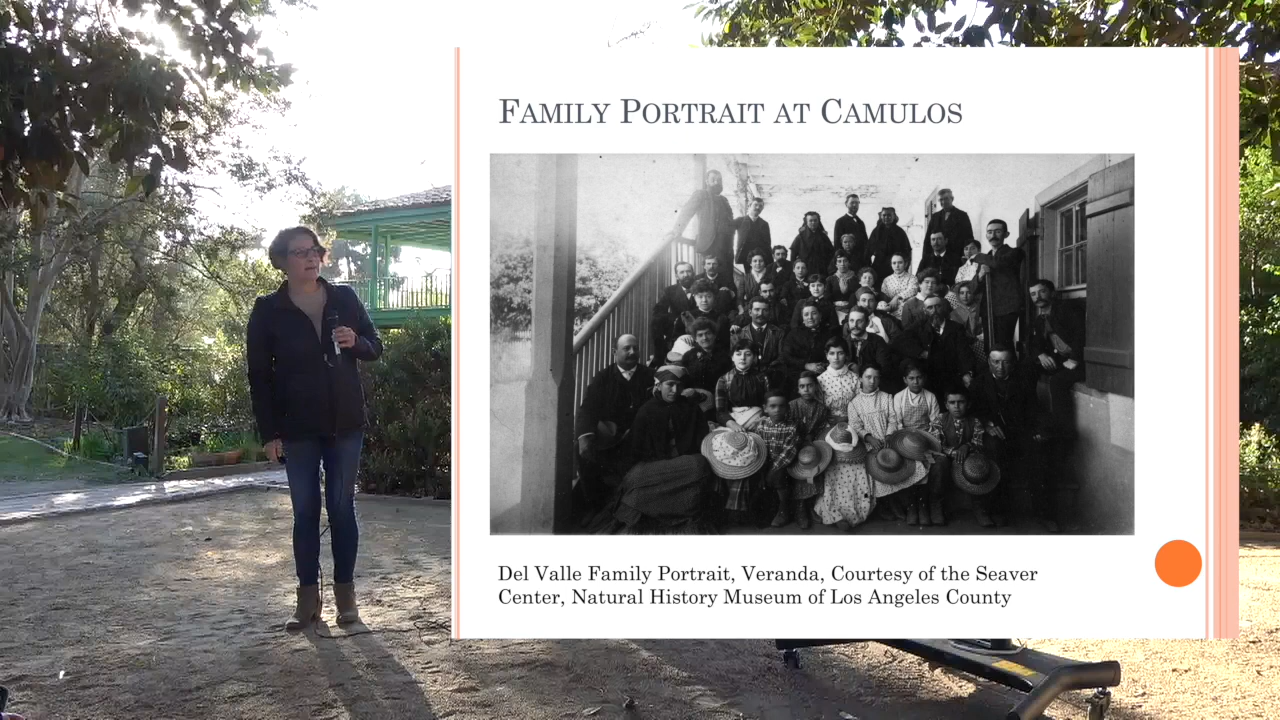 Family Portrait at Camulos
Del Valle Family Portrait, Veranda, Courtesy of the Seaver
Center, Natural History Museum of Los Angeles County